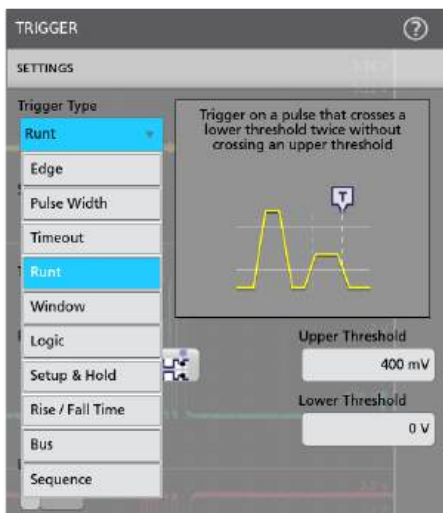 TRIGGER
?
SETTINGS
Trigger Type
Runt
Edge
Pulse Width
Timeout
Runt
Window
Logic
Setup & Hold
Rise / Fall Time
Bus
Sequence
Trigger on a pulse that crosses a
lower threshold twice without
crossing an upper threshold
T
Upper Threshold
400 mV
Lower Threshold
0 V